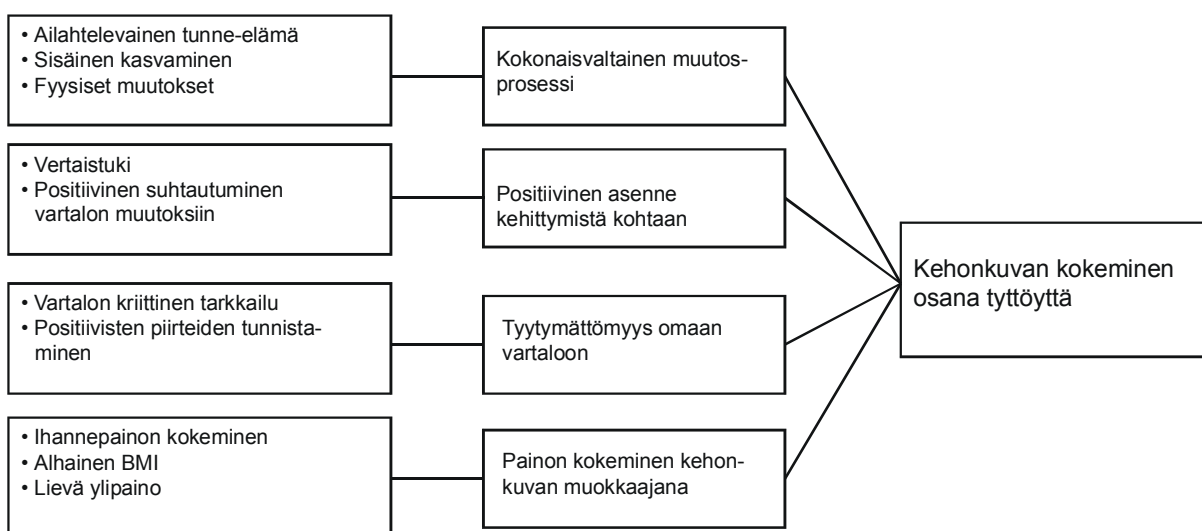 • Ailahtelevainen tunne-elämä
• Sisäinen kasvaminen
• Fyysiset muutokset
Kokonaisvaltainen muutos-
prosessi
• Vertaistuki
• Positiivinen suhtautuminen
vartalon muutoksiin
Positiivinen asenne
kehittymistä kohtaan
• Vartalon kriittinen tarkkailu
• Positiivisten piirteiden tunnista-
minen
Tyytymättömyys omaan
vartaloon
• Ihannepainon kokeminen
• Alhainen BMI
• Lievä ylipaino
Painon kokeminen kehon-
kuvan muokkaajana
Kehonkuvan kokeminen
osana tyttöyttä